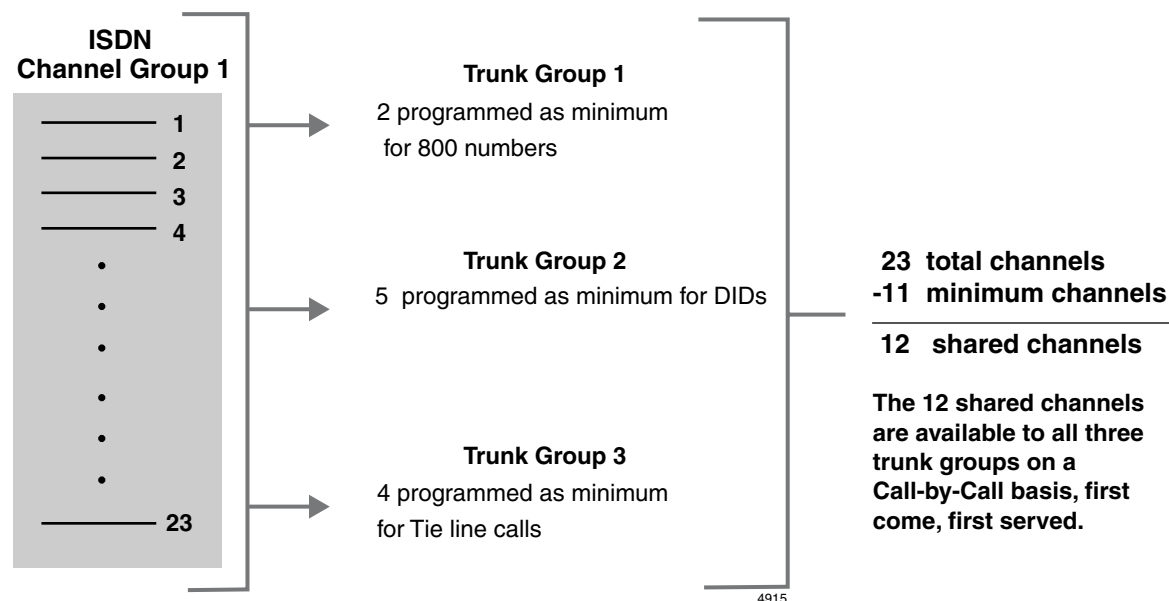 ISDN
Channel Group 1
1
2
3
4
23
Trunk Group 1
2 programmed as minimum
for 800 numbers
Trunk Group 2
5 programmed as minimum for DIDs
Trunk Group 3
4 programmed as minimum
for Tie line calls
23 total channels
-11 minimum channels
12 shared channels
The 12 shared channels
are available to all three
trunk groups on a
Call-by-Call basis, first
come, first served.
4915